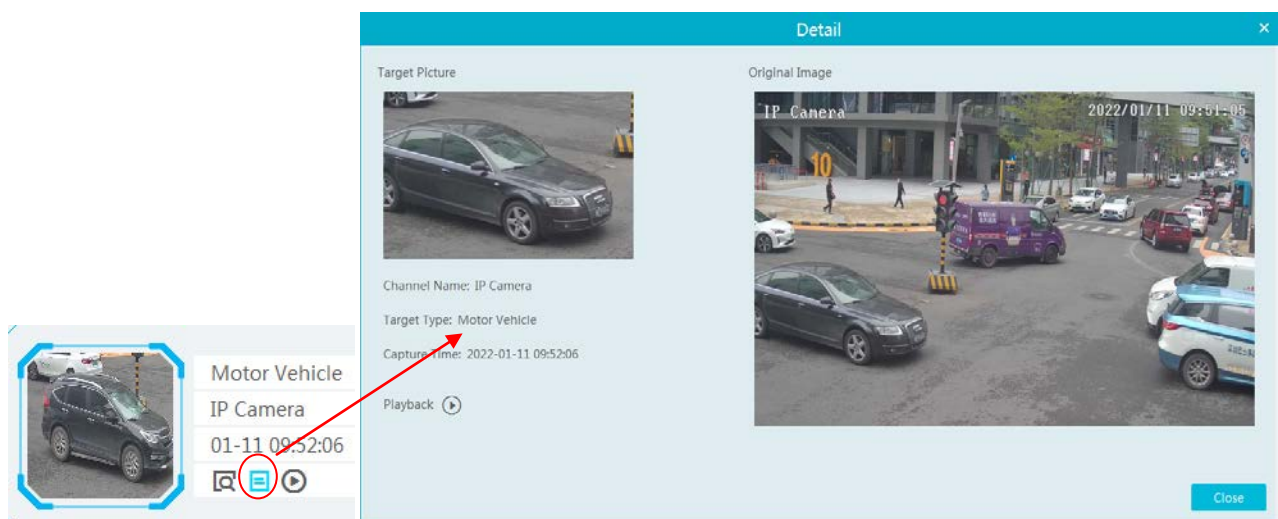 Detail
Target Picture
Original Image
IP Camera
2022/01/11 09:51:05
10
Channel Name: IP Camera
Target Type: Motor Vehicle
Capture Time: 2022-01-11 09:52:06
Playback
Motor Vehicle
IP Camera
01-11 09:52:06
Close